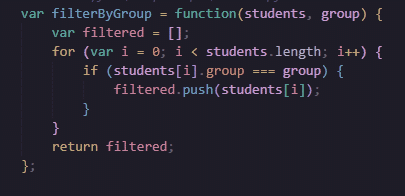 var filterByGroup = function(students, group) {
    var filtered = [];
    for (var i = 0; i < students.length; i++) {
        if (students[i].group === group) {
            filtered.push(students[i]);
        }
    }
    return filtered;
};